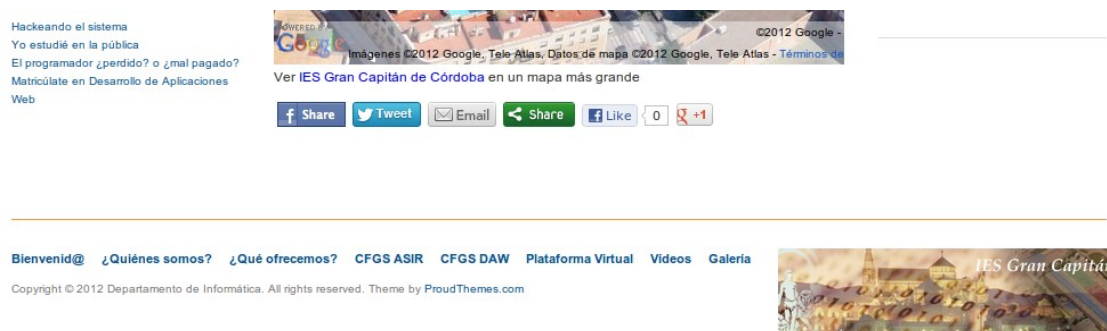 Hackeando el sistema
Yo estudié en la pública
El programador ¿perdido? o ¿mal pagado?
Matricúlate en Desarrollo de Aplicaciones
Web
POWERED BY
Google
©2012 Google -
Imágenes ©2012 Google, Tele Atlas, Datos de mapa ©2012 Google, Tele Atlas - Términos de
Ver IES Gran Capitán de Córdoba en un mapa más grande
f Share Tweet Email Share Like 0 +1
Bienvenid@ ¿Quiénes somos? ¿Qué ofrecemos? CFGS ASIR CFGS DAW Plataforma Virtual Videos Galería
Copyright © 2012 Departamento de Informática. All rights reserved. Theme by ProudThemes.com
IES Gran Capitán